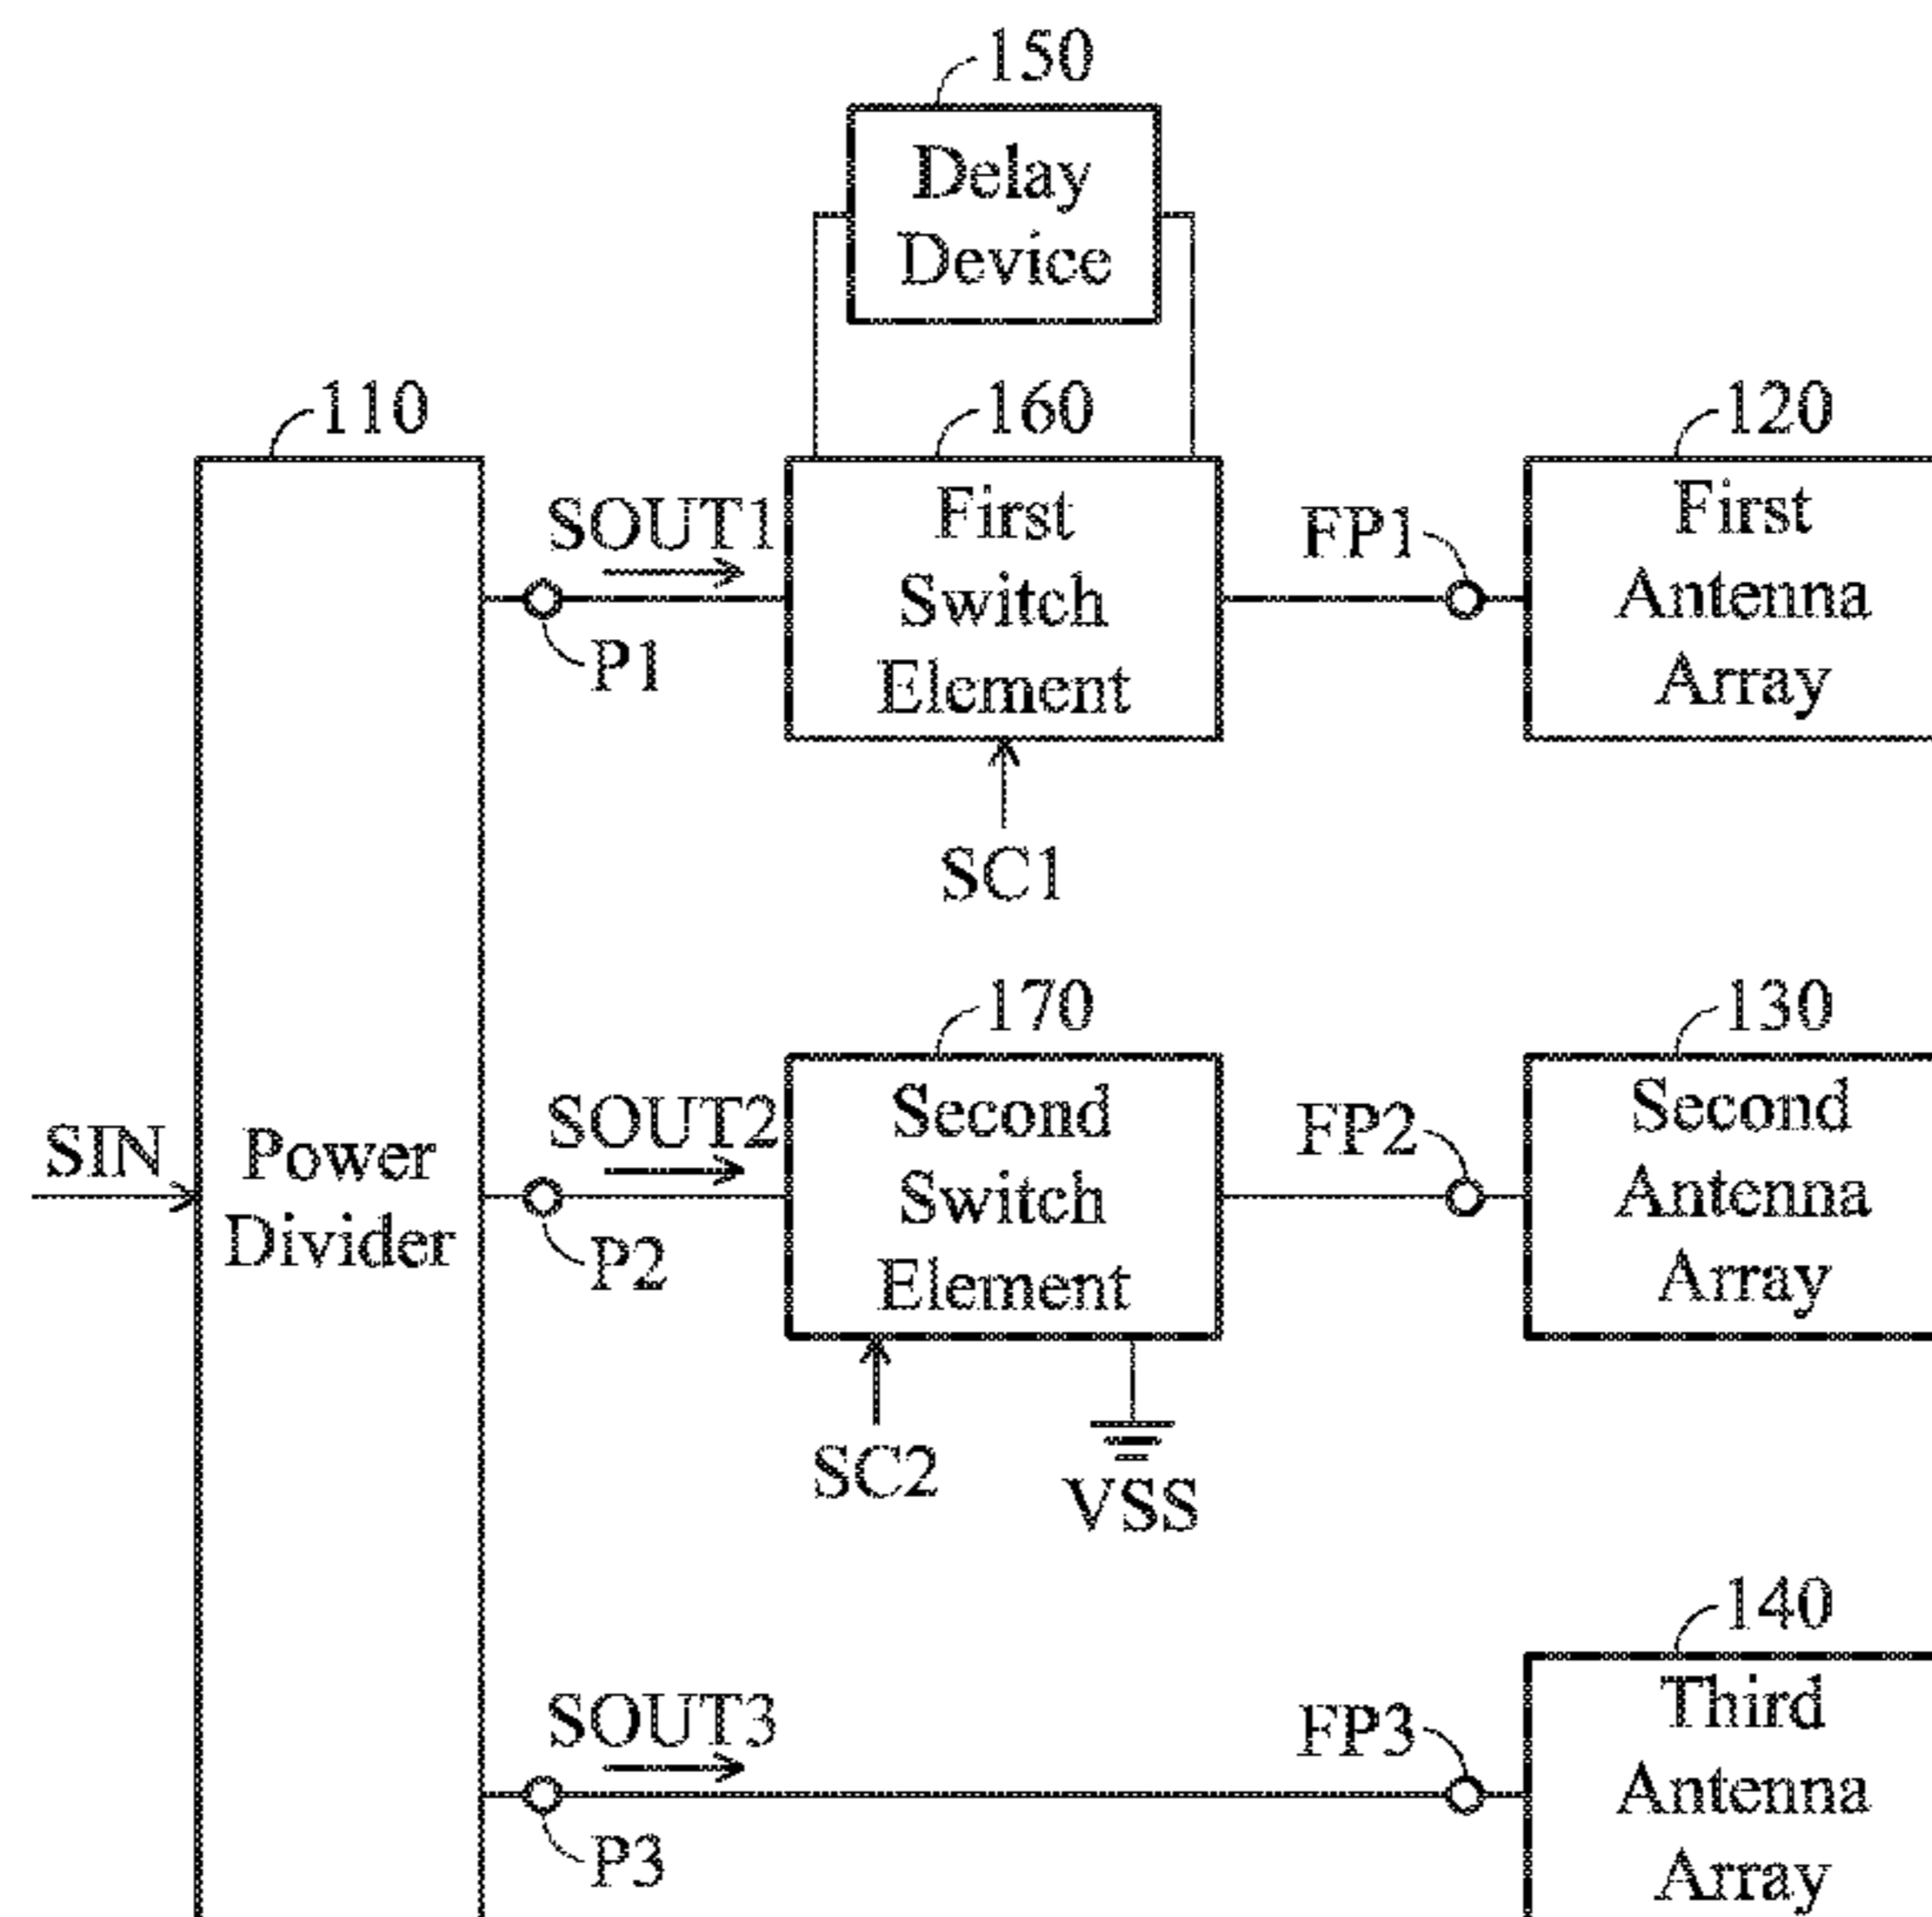 150
Delay
Device
110
160
120
SOUT1
First
Switch
Element
FP1
First
Antenna
Array
P1
SC1
170
130
SIN
Power
Divider
SOUT2
Second
Switch
Element
FP2
Second
Antenna
Array
P2
SC2
VSS
140
SOUT3
FP3
Third
Antenna
Array
P3